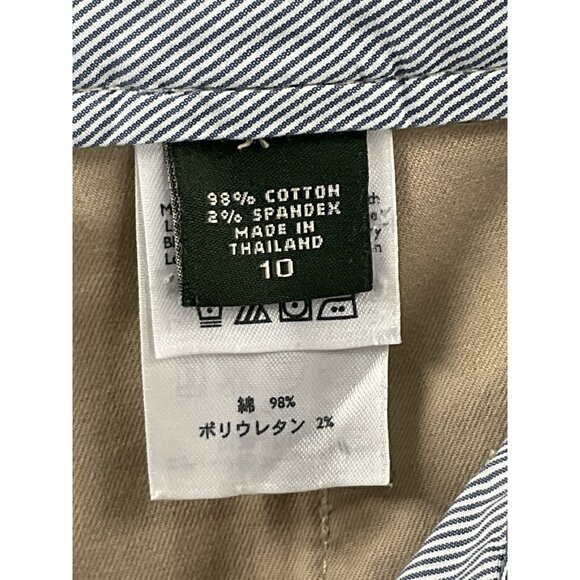 98% COTTON
2% SPANDEX
MADE IN
THAILAND
10
綿 98%
ポリウレタン 2%